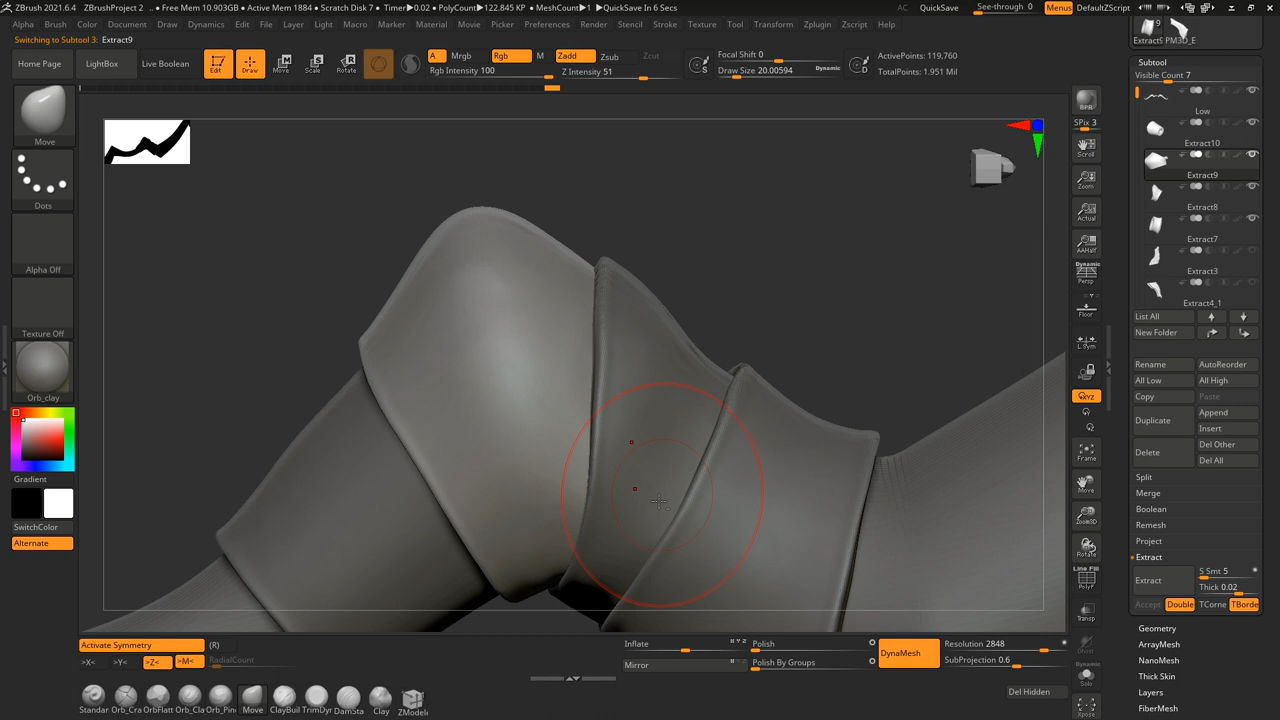 ZBrush 2021.6.4 ZBrushProject 2 • Free Mem 10.903GB • Active Mem 1884 • Scratch Disk 7 • Timer▶0.02 • PolyCount▶122.845 KP • MeshCount▶1 ▶QuickSave In 6 Secs AC QuickSave See-through 0 Menus DefaultZScript
Alpha Brush Color Document Draw Dynamics Edit File Layer Light Macro Marker Material Movie Picker Preferences Render Stencil Stroke Texture Tool Transform Zplugin Zscript Help
Switching to Subtool 3: Extract9
Home Page LightBox Live Boolean Edit Draw Move Scale Rotate
A Mrgb Rgb M Zadd Zsub Zcut
Rgb Intensity 100 Z Intensity 51
Focal Shift 0
Draw Size 20.00594 Dynamic
ActivePoints: 119,760
TotalPoints: 1.951 Mil
Move
Dots
Alpha Off
Texture Off
Orb_clay
Gradient
SwitchColor
Alternate
BPR
SPix 3
Scroll
Zoom
Actual
AAHalf
Dynamic
Persp
Floor
L.Sym
XYZ
Frame
Move
Zoom3D
Rotate
Line Fill
PolyF
Transp
Ghost
Dynamic
Solo
Xpose
PM3D_E
Subtool
Visible Count 7
Low
Extract10
Extract9
Extract8
Extract7
Extract3
Extract4_1
List All
New Folder
Rename AutoReorder
All Low All High
Copy Paste
Duplicate Append
Insert
Delete Del Other
Del All
Split
Merge
Boolean
Remesh
Project
Extract
Extract S Smt 5
Thick 0.02
Accept Double TCorne TBorde
Geometry
ArrayMesh
NanoMesh
Thick Skin
Layers
FiberMesh
Activate Symmetry (R)
>X< >Y< >Z< >M< RadialCount
Inflate
Mirror
Polish
Polish By Groups
DynaMesh
Resolution 2848
SubProjection 0.6
Del Hidden
Standar Orb_Cra OrbFlatt Orb_Cla Orb_Pin Move ClayBuil TrimDyr DamSta Clay ZModele